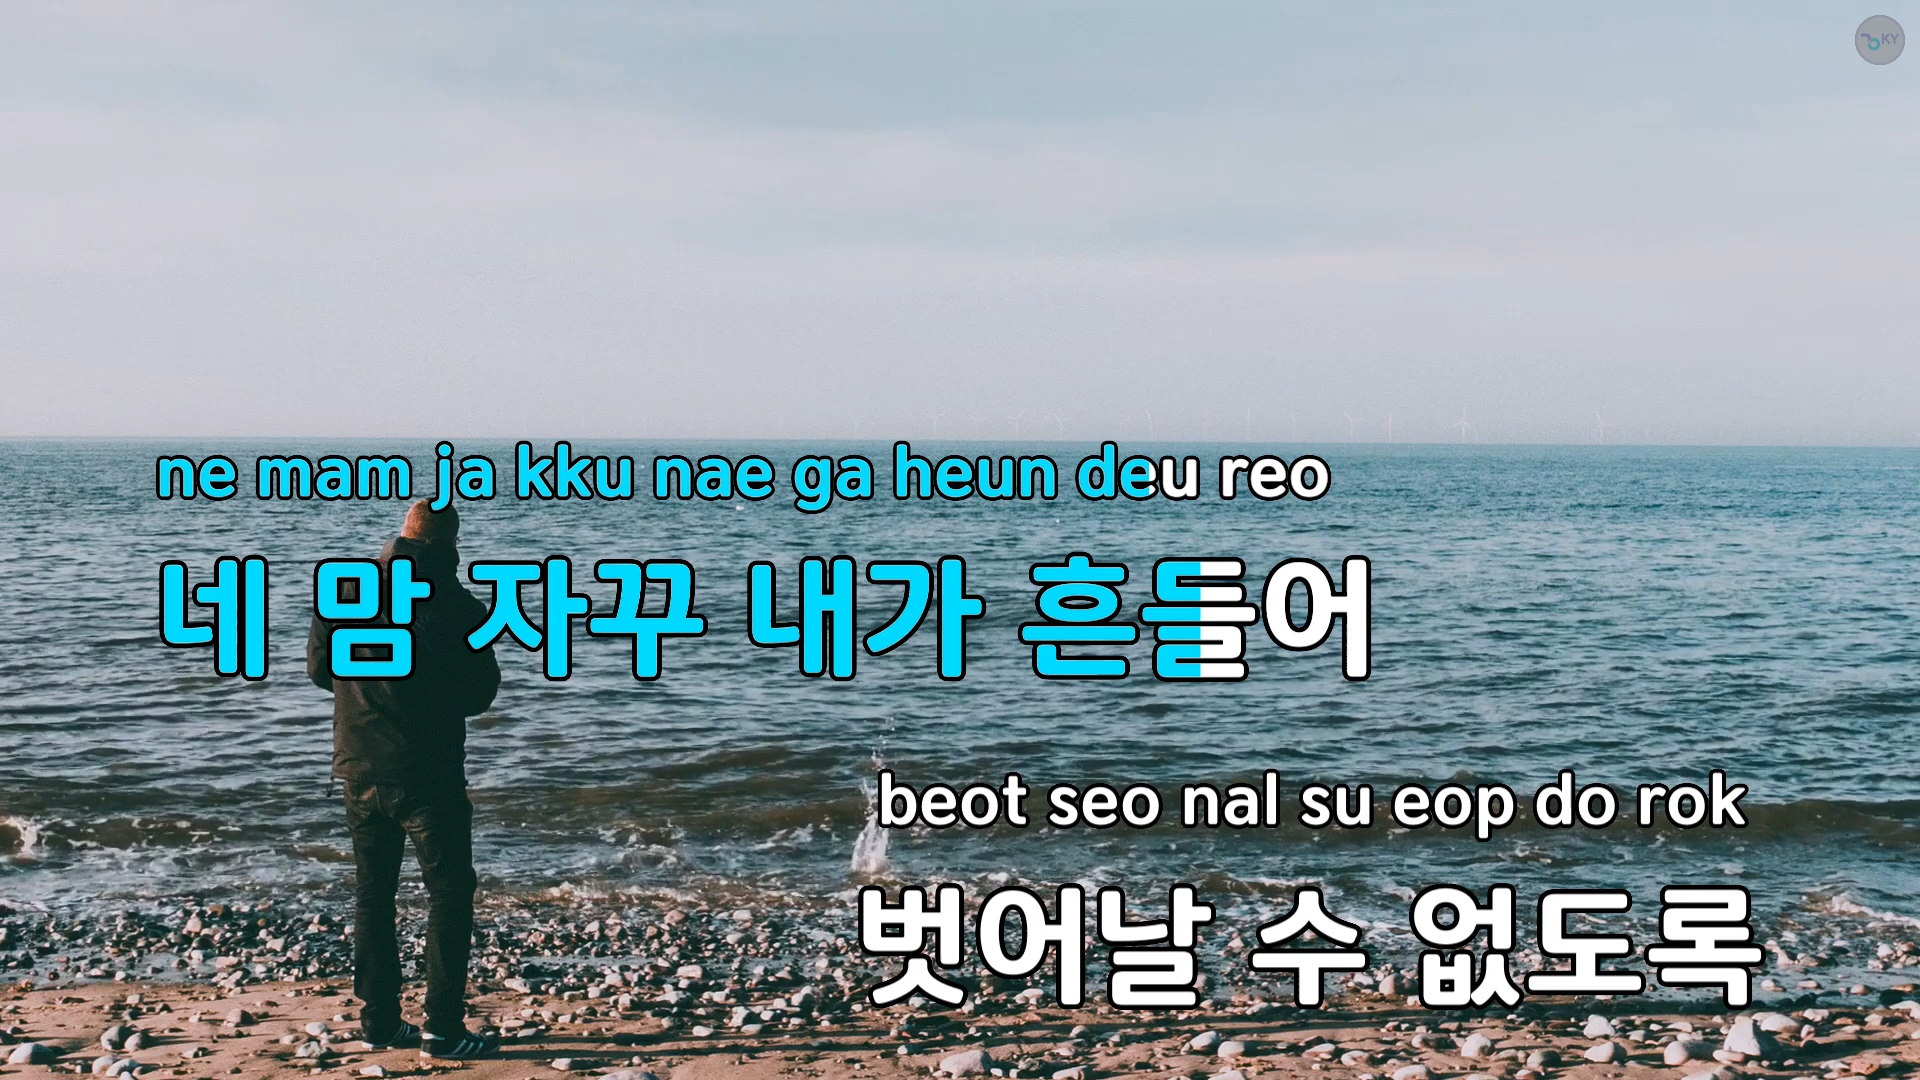 KY
ne mam ja kku nae ga heun deu reo
네 맘 자꾸 내가 흔들어
beot seo nal su eop do rok
벗어날 수 없도록